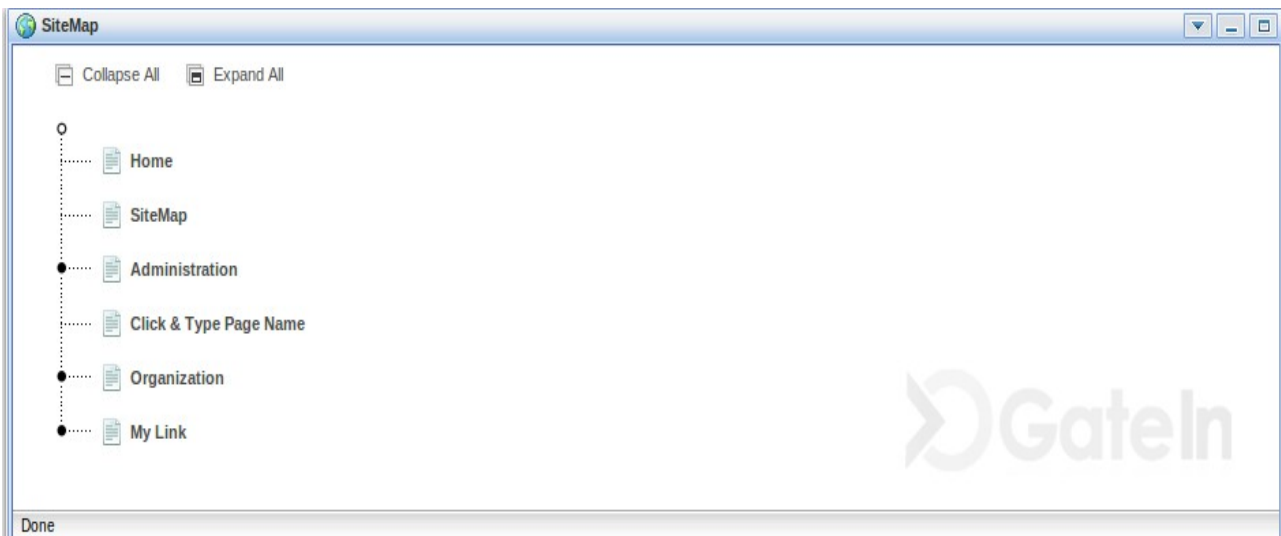 SiteMap
Collapse All Expand All
Home
SiteMap
Administration
Click & Type Page Name
Organization
My Link
GateIn
Done